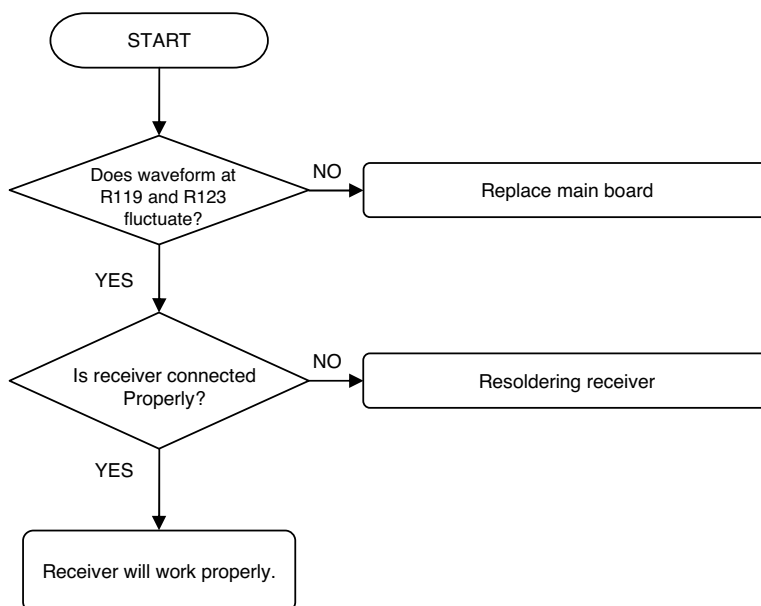 START
Does waveform at
R119 and R123
fluctuate?
NO
Replace main board
YES
Is receiver connected
Properly?
NO
Resoldering receiver
YES
Receiver will work properly.